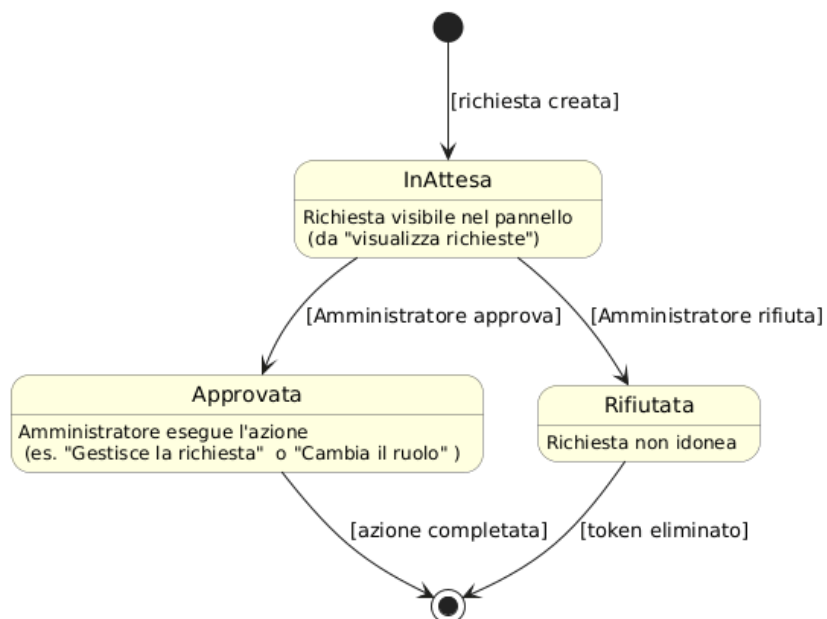 [richiesta creata]
InAttesa
Richiesta visibile nel pannello
(da "visualizza richieste")
[Amministratore approva]
[Amministratore rifiuta]
Approvata
Amministratore esegue l'azione
(es. "Gestisce la richiesta"  o "Cambia il ruolo" )
Rifiutata
Richiesta non idonea
[azione completata]
[token eliminato]